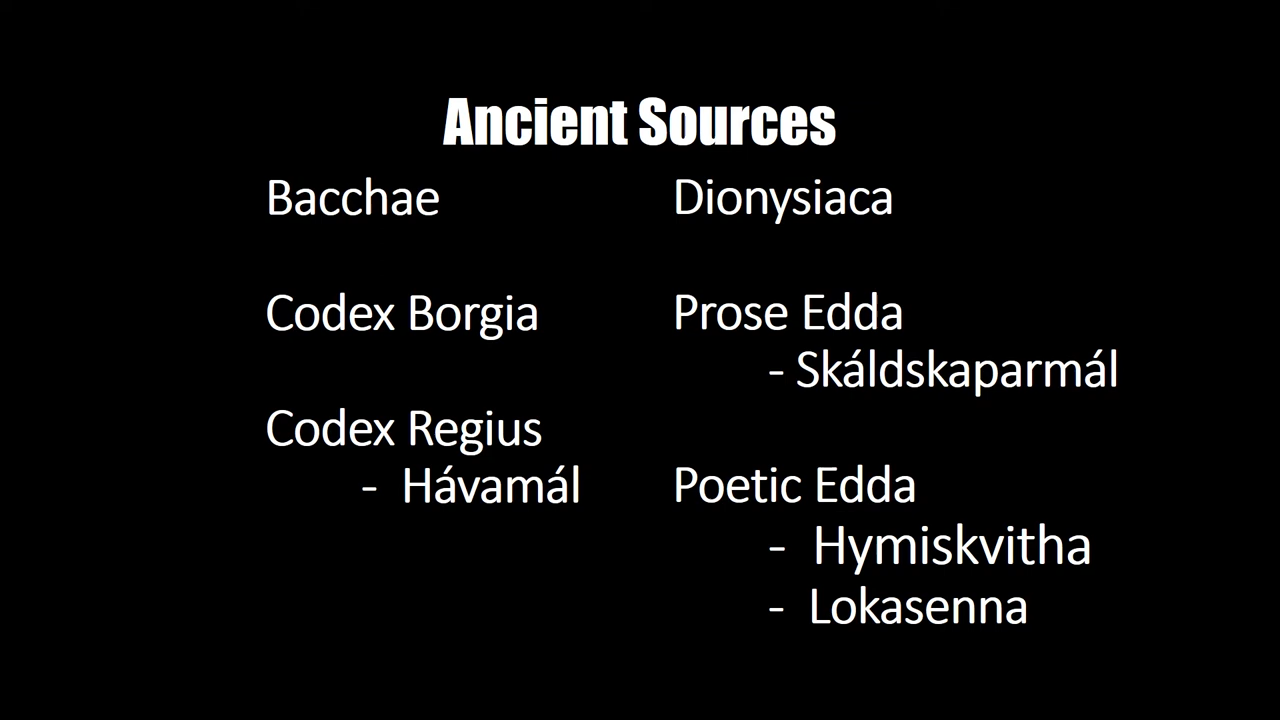 Ancient Sources
Bacchae
Codex Borgia
Codex Regius
- Hávamál
Dionysiaca
Prose Edda
- Skáldskaparmál
Poetic Edda
- Hymiskvitha
- Lokasenna